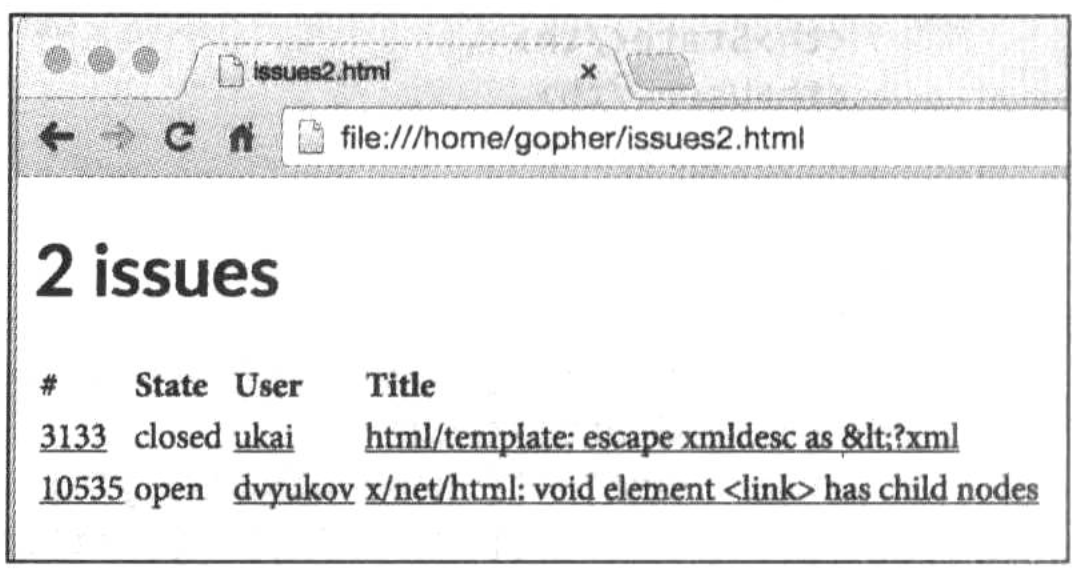 issues2.html ×
file:///home/gopher/issues2.html
2 issues
# State User Title
3133 closed ukai html/template: escape xmldesc as &lt;?xml
10535 open dvyukov x/net/html: void element <link> has child nodes